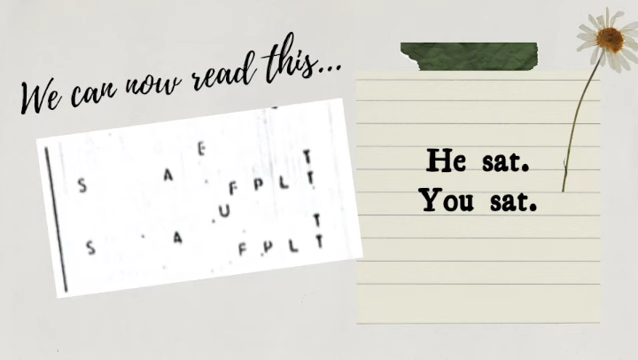 We can now read this...
E T
S A F P L T
U T
S A F P L T
He sat.
You sat.